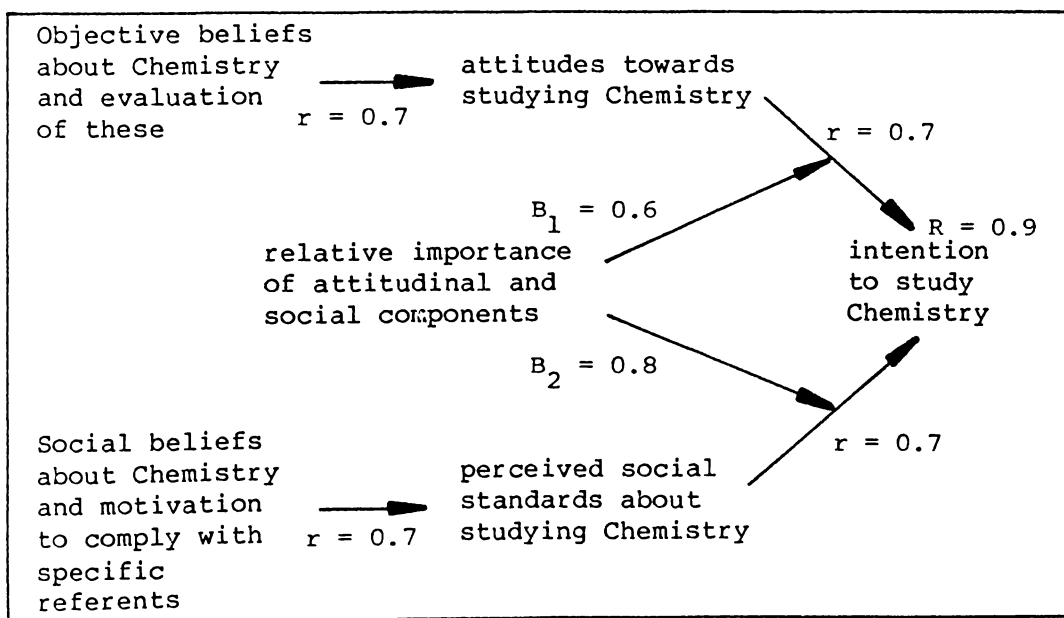 Objective beliefs
about Chemistry
and evaluation
of these
r = 0.7
attitudes towards
studying Chemistry
r = 0.7
B1 = 0.6
relative importance
of attitudinal and
social components
B2 = 0.8
R = 0.9
intention
to study
Chemistry
Social beliefs
about Chemistry
and motivation
to comply with
specific
referents
r = 0.7
perceived social
standards about
studying Chemistry
r = 0.7